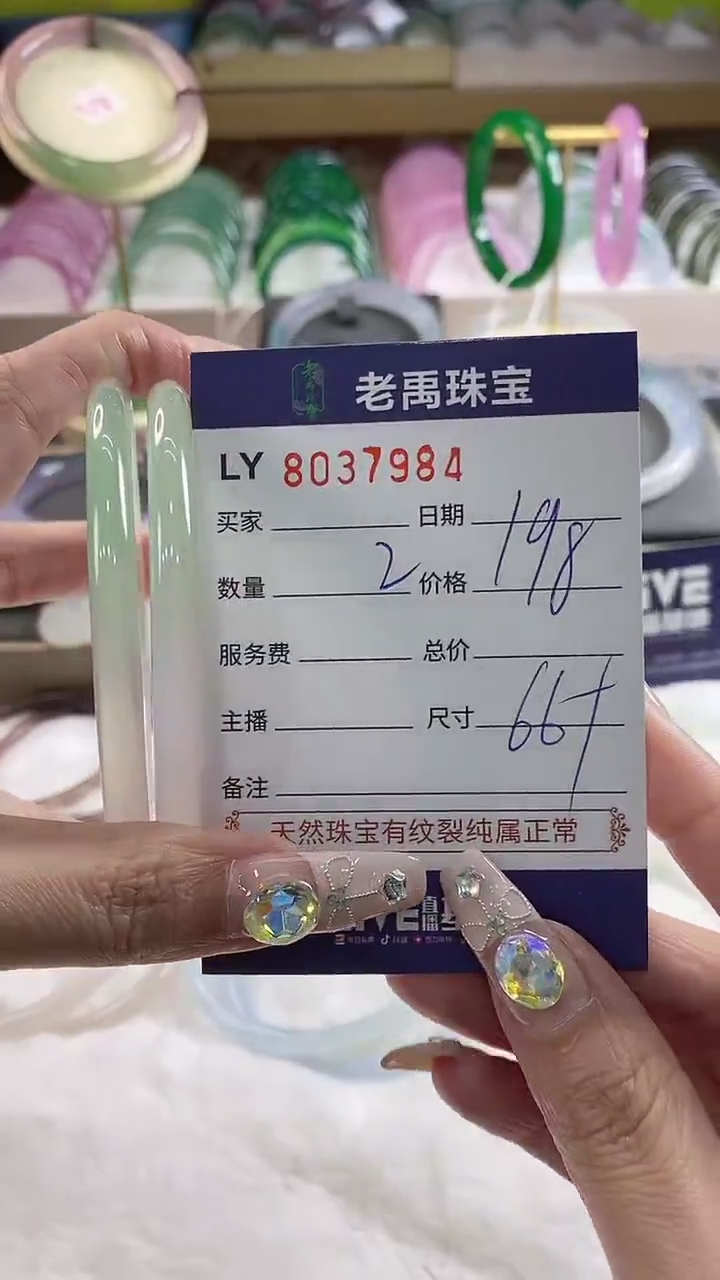 老禹珠宝
LY 8037984
买家 日期 198
数量 2 价格
服务费 总价
主播 尺寸 66+
备注
天然珠宝有纹裂纯属正常